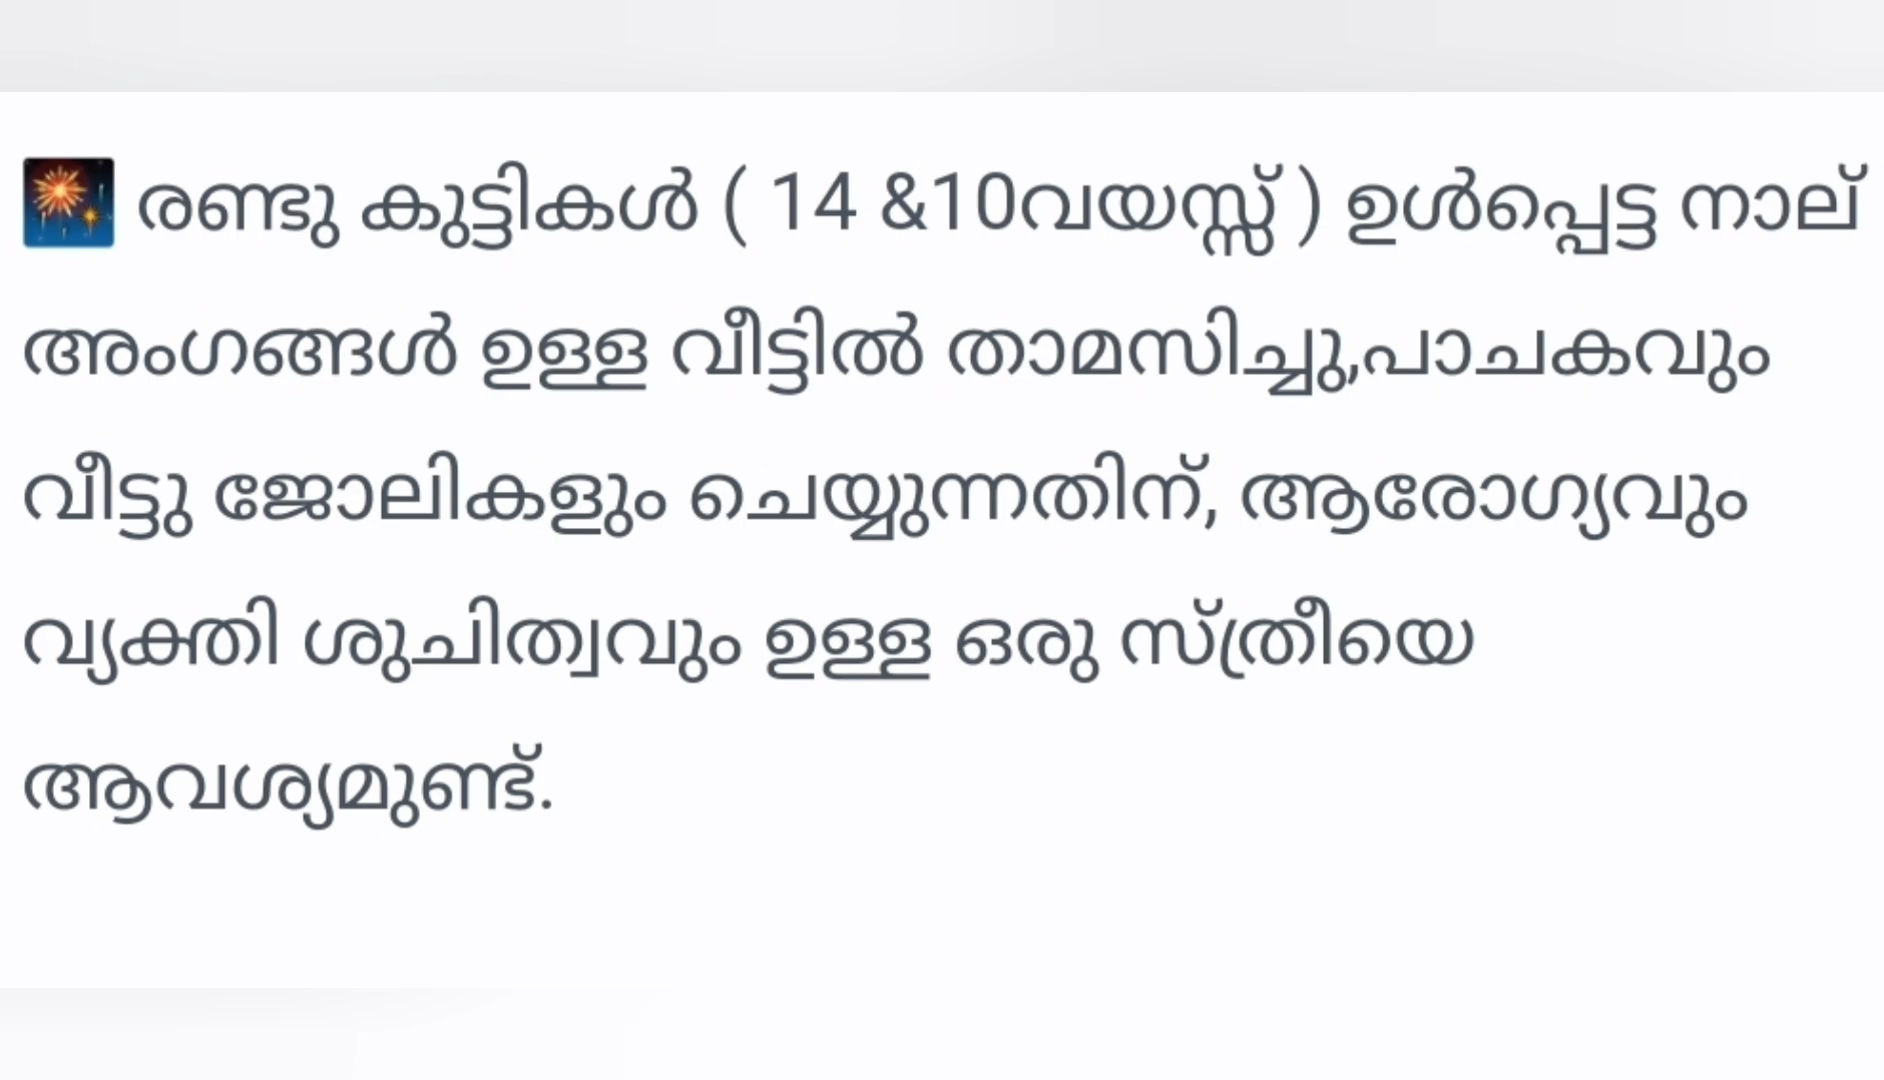 🎇 രണ്ടു കുട്ടികൾ ( 14 &10വയസ്സ് ) ഉൾപ്പെട്ട നാല്
അംഗങ്ങൾ ഉള്ള വീട്ടിൽ താമസിച്ചു,പാചകവും
വീട്ടു ജോലികളും ചെയ്യുന്നതിന്, ആരോഗ്യവും
വ്യക്തി ശുചിത്വവും ഉള്ള ഒരു സ്ത്രീയെ
ആവശ്യമുണ്ട്.